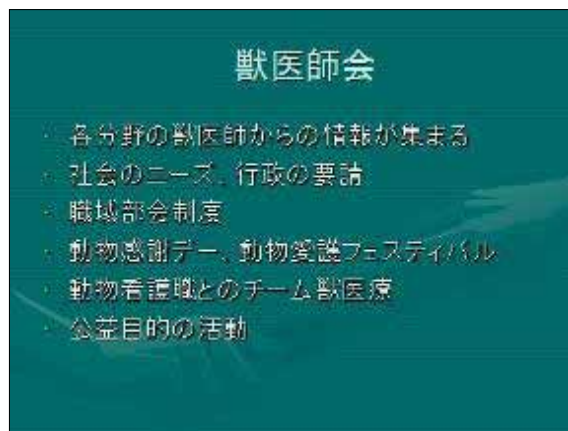 獣医師会
・ 各分野の獣医師からの情報が集まる
・ 社会のニーズ、行政の要請
・ 職域部会制度
・ 動物感謝デー、動物愛護フェスティバル
・ 動物看護職とのチーム獣医療
・ 公益目的の活動